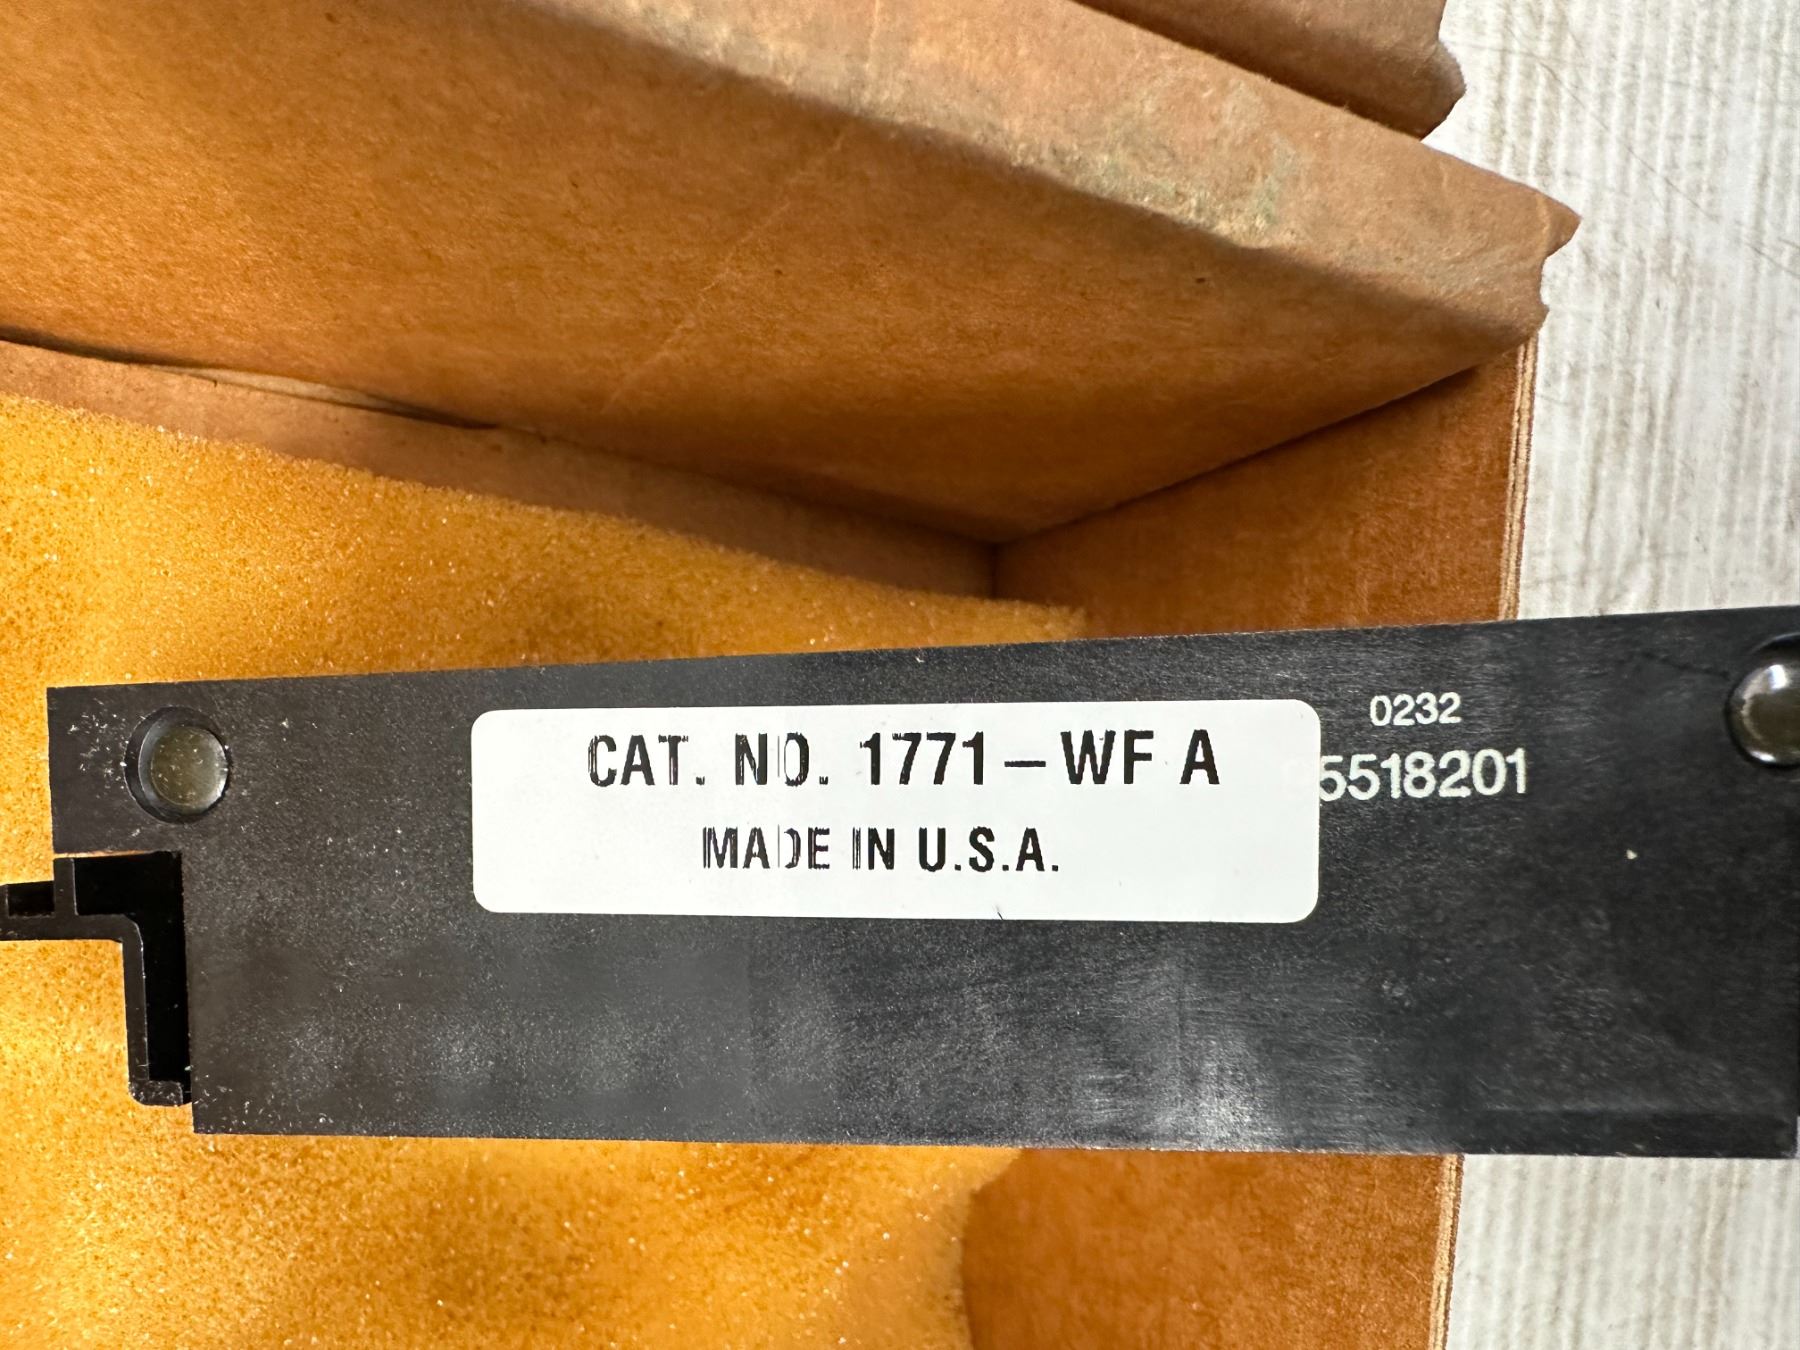 CAT. NO. 1771-WF A
MADE IN U.S.A.
0232
5518201